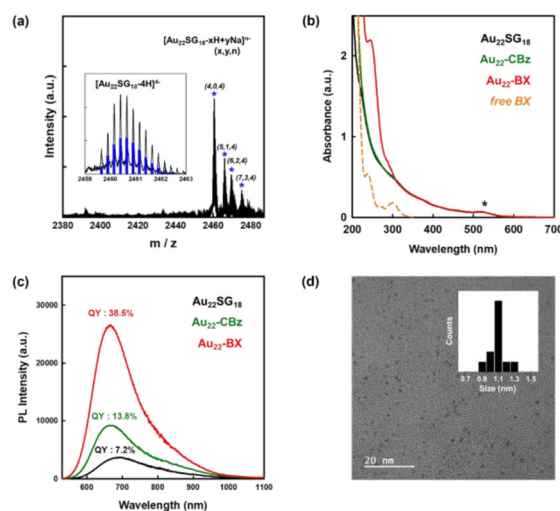 (a)
[Au22SG18-xH+yNa]n-
(x,y,n)
[Au22SG18-4H]4-
(4,0,4)
*
(5,1,4)
*
(6,2,4)
*
(7,3,4)
*
2459 2460 2461 2462 2463
Intensity (a.u.)
2380 2400 2420 2440 2460 2480
m / z
(b)
Au22SG18
Au22-CBz
Au22-BX
free BX
2
1
0
Absorbance (a.u.)
*
200 300 400 500 600 700
Wavelength (nm)
(c)
Au22SG18
Au22-CBz
Au22-BX
QY : 38.5%
QY : 13.8%
QY : 7.2%
30000
20000
10000
0
PL Intensity (a.u.)
600 700 800 900 1000 1100
Wavelength (nm)
(d)
Counts
0.7 0.9 1.1 1.3 1.5
Size (nm)
20 nm